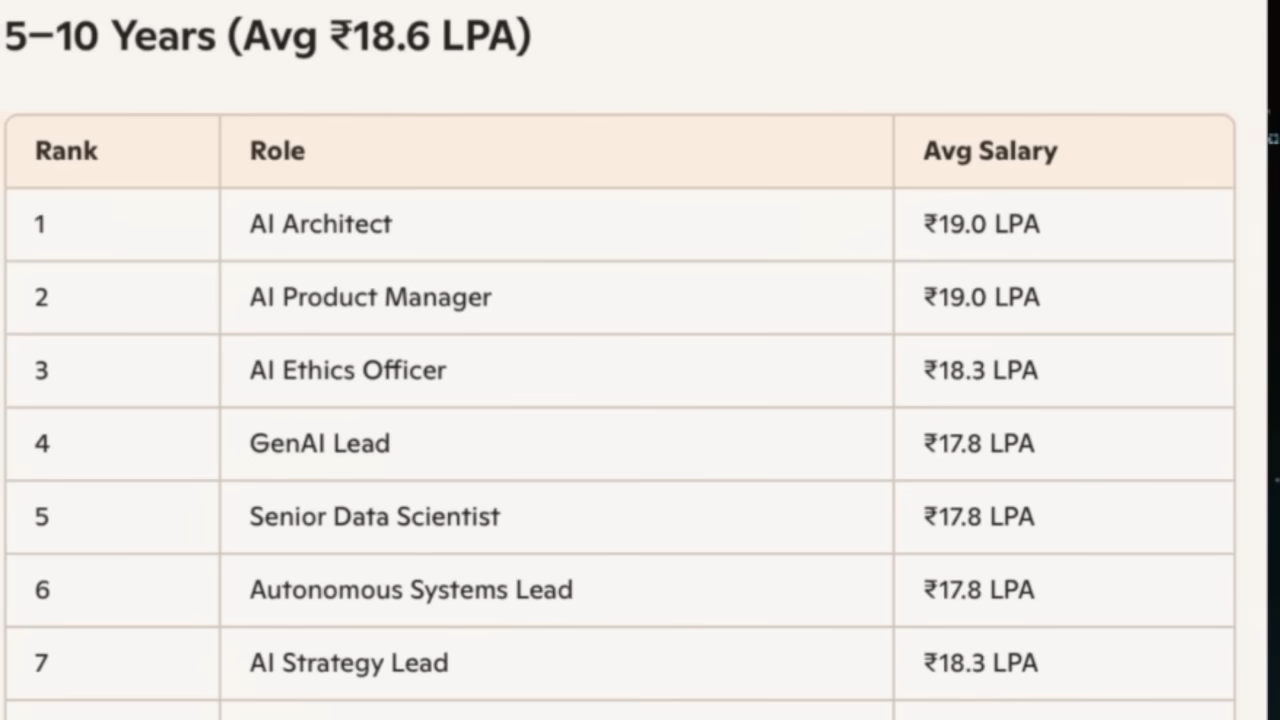 5–10 Years (Avg ₹18.6 LPA)
Rank Role Avg Salary
1 AI Architect ₹19.0 LPA
2 AI Product Manager ₹19.0 LPA
3 AI Ethics Officer ₹18.3 LPA
4 GenAI Lead ₹17.8 LPA
5 Senior Data Scientist ₹17.8 LPA
6 Autonomous Systems Lead ₹17.8 LPA
7 AI Strategy Lead ₹18.3 LPA